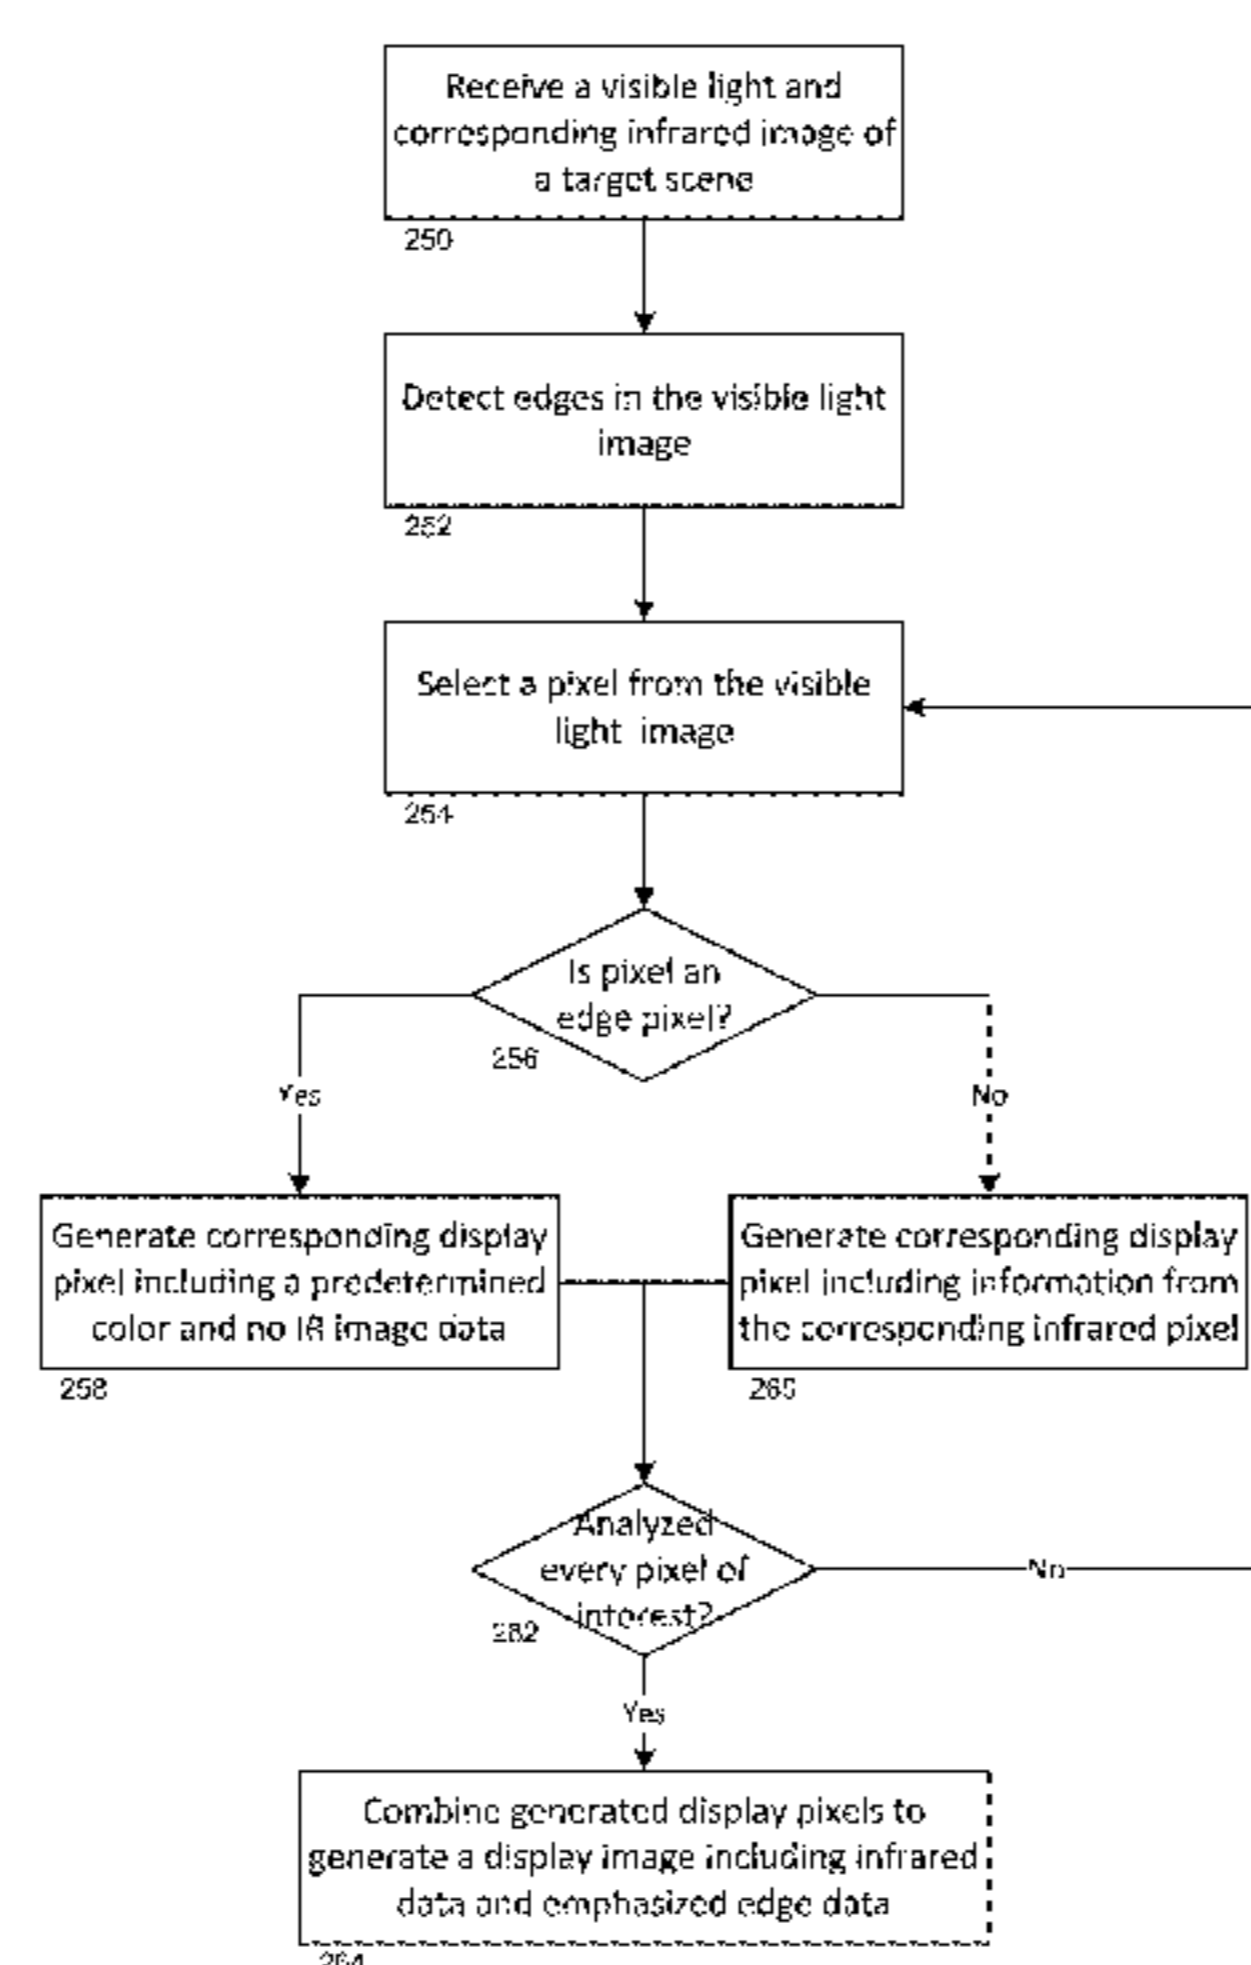 Receive a visible light and
corresponding infrared image of
a target scene
250
Detect edges in the visible light
image
252
Select a pixel from the visible
light image
254
Is pixel an
edge pixel?
256
Yes
No
Generate corresponding display
pixel including a predetermined
color and no IR image data
258
Generate corresponding display
pixel including information from
the corresponding infrared pixel
265
Analyzed
every pixel of
interest?
262
No
Yes
Combine generated display pixels to
generate a display image including infrared
data and emphasized edge data
264